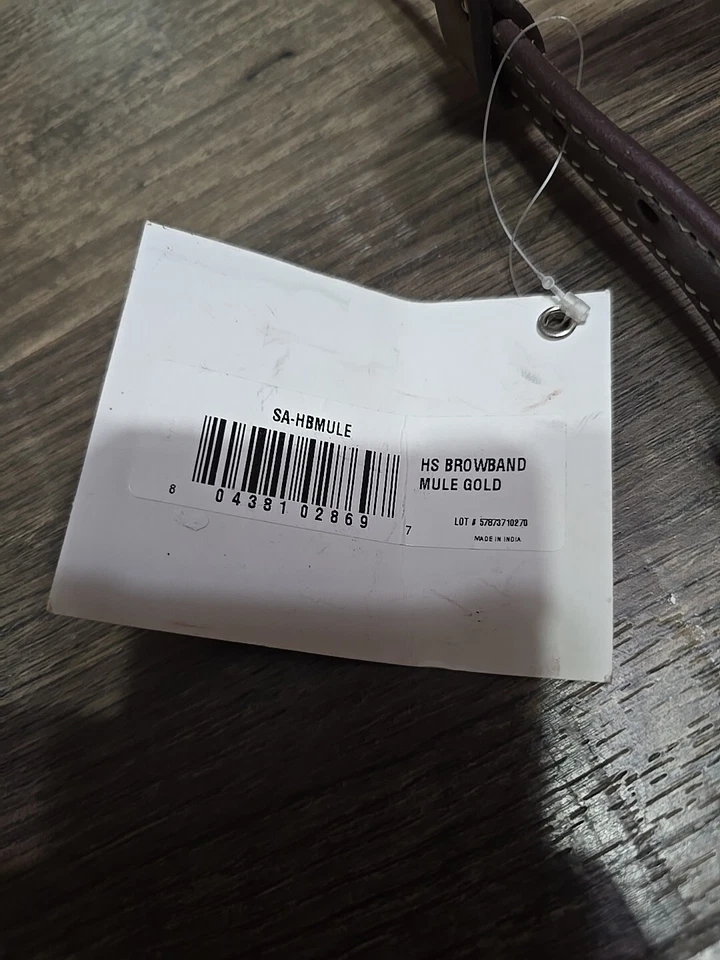 SA-HBMULE
8 04381 02869 7
HS BROWBAND
MULE GOLD
LOT # 57873710270
MADE IN INDIA